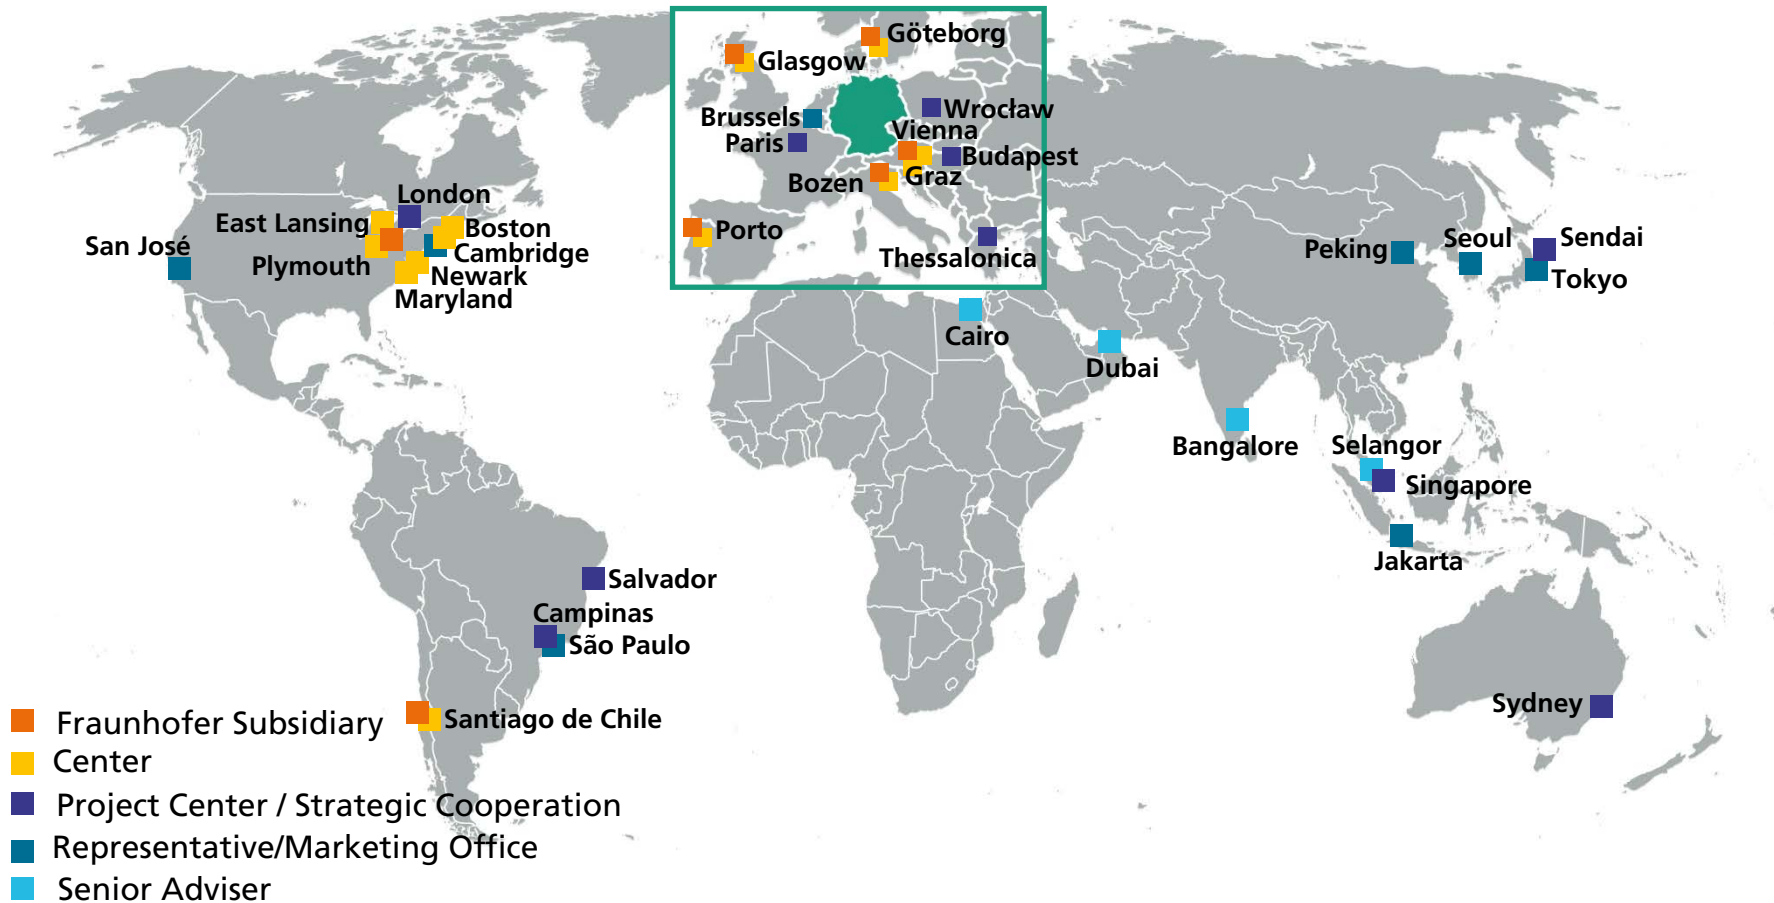 Göteborg
Glasgow
Brussels
Wrocław
Paris
Vienna
Budapest
Bozen
Graz
Porto
Thessalonica
London
East Lansing
Boston
San José
Cambridge
Plymouth
Newark
Maryland
Peking
Seoul
Sendai
Tokyo
Cairo
Dubai
Bangalore
Selangor
Singapore
Jakarta
Salvador
Campinas
São Paulo
Santiago de Chile
Sydney
Fraunhofer Subsidiary
Center
Project Center / Strategic Cooperation
Representative/Marketing Office
Senior Adviser